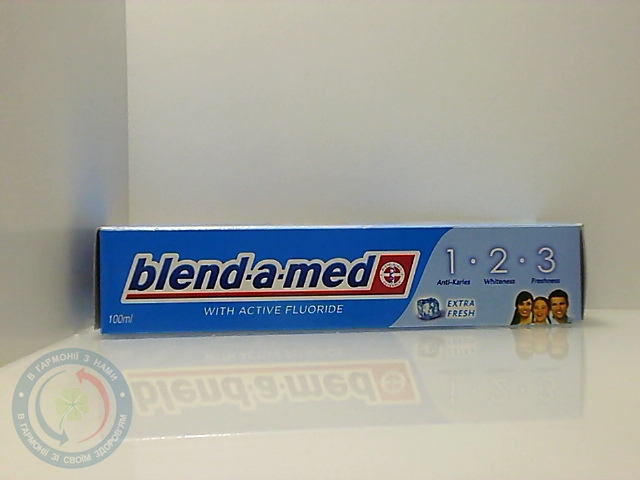 blend-a-med
WITH ACTIVE FLUORIDE
100ml
1 · 2 · 3
Anti-Karies Whiteness Freshness
EXTRA
FRESH
В ГАРМОНІЇ З НАМИ
В ГАРМОНІЇ ЗІ СВОЇМ ЗДОРОВ'ЯМ